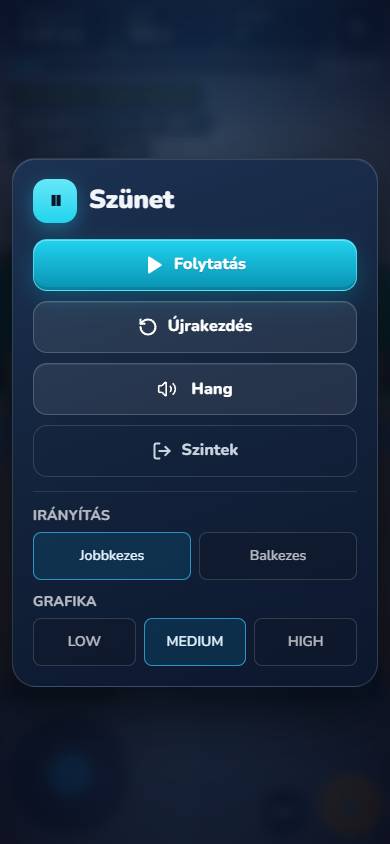 Szünet
Folytatás
Újrakezdés
Hang
Szintek
IRÁNYÍTÁS
Jobbkezes Balkezes
GRAFIKA
LOW MEDIUM HIGH